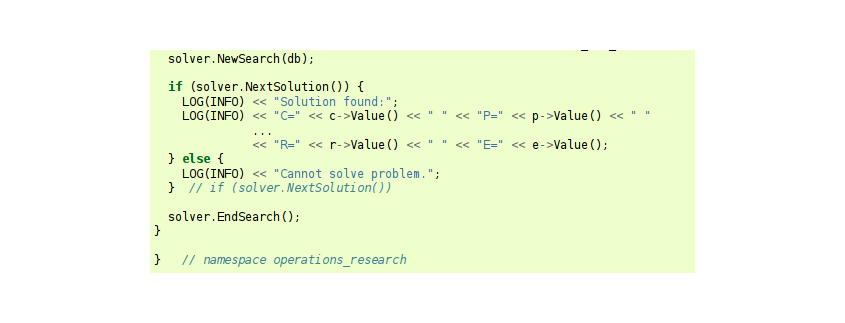 solver.NewSearch(db);
if (solver.NextSolution()) {
LOG(INFO) << "Solution found:";
LOG(INFO) << "C=" << c->Value() << " " << "P=" << p->Value() << " "
...
<< "R=" << r->Value() << " " << "E=" << e->Value();
} else {
LOG(INFO) << "Cannot solve problem.";
} // if (solver.NextSolution())
solver.EndSearch();
}
} // namespace operations_research